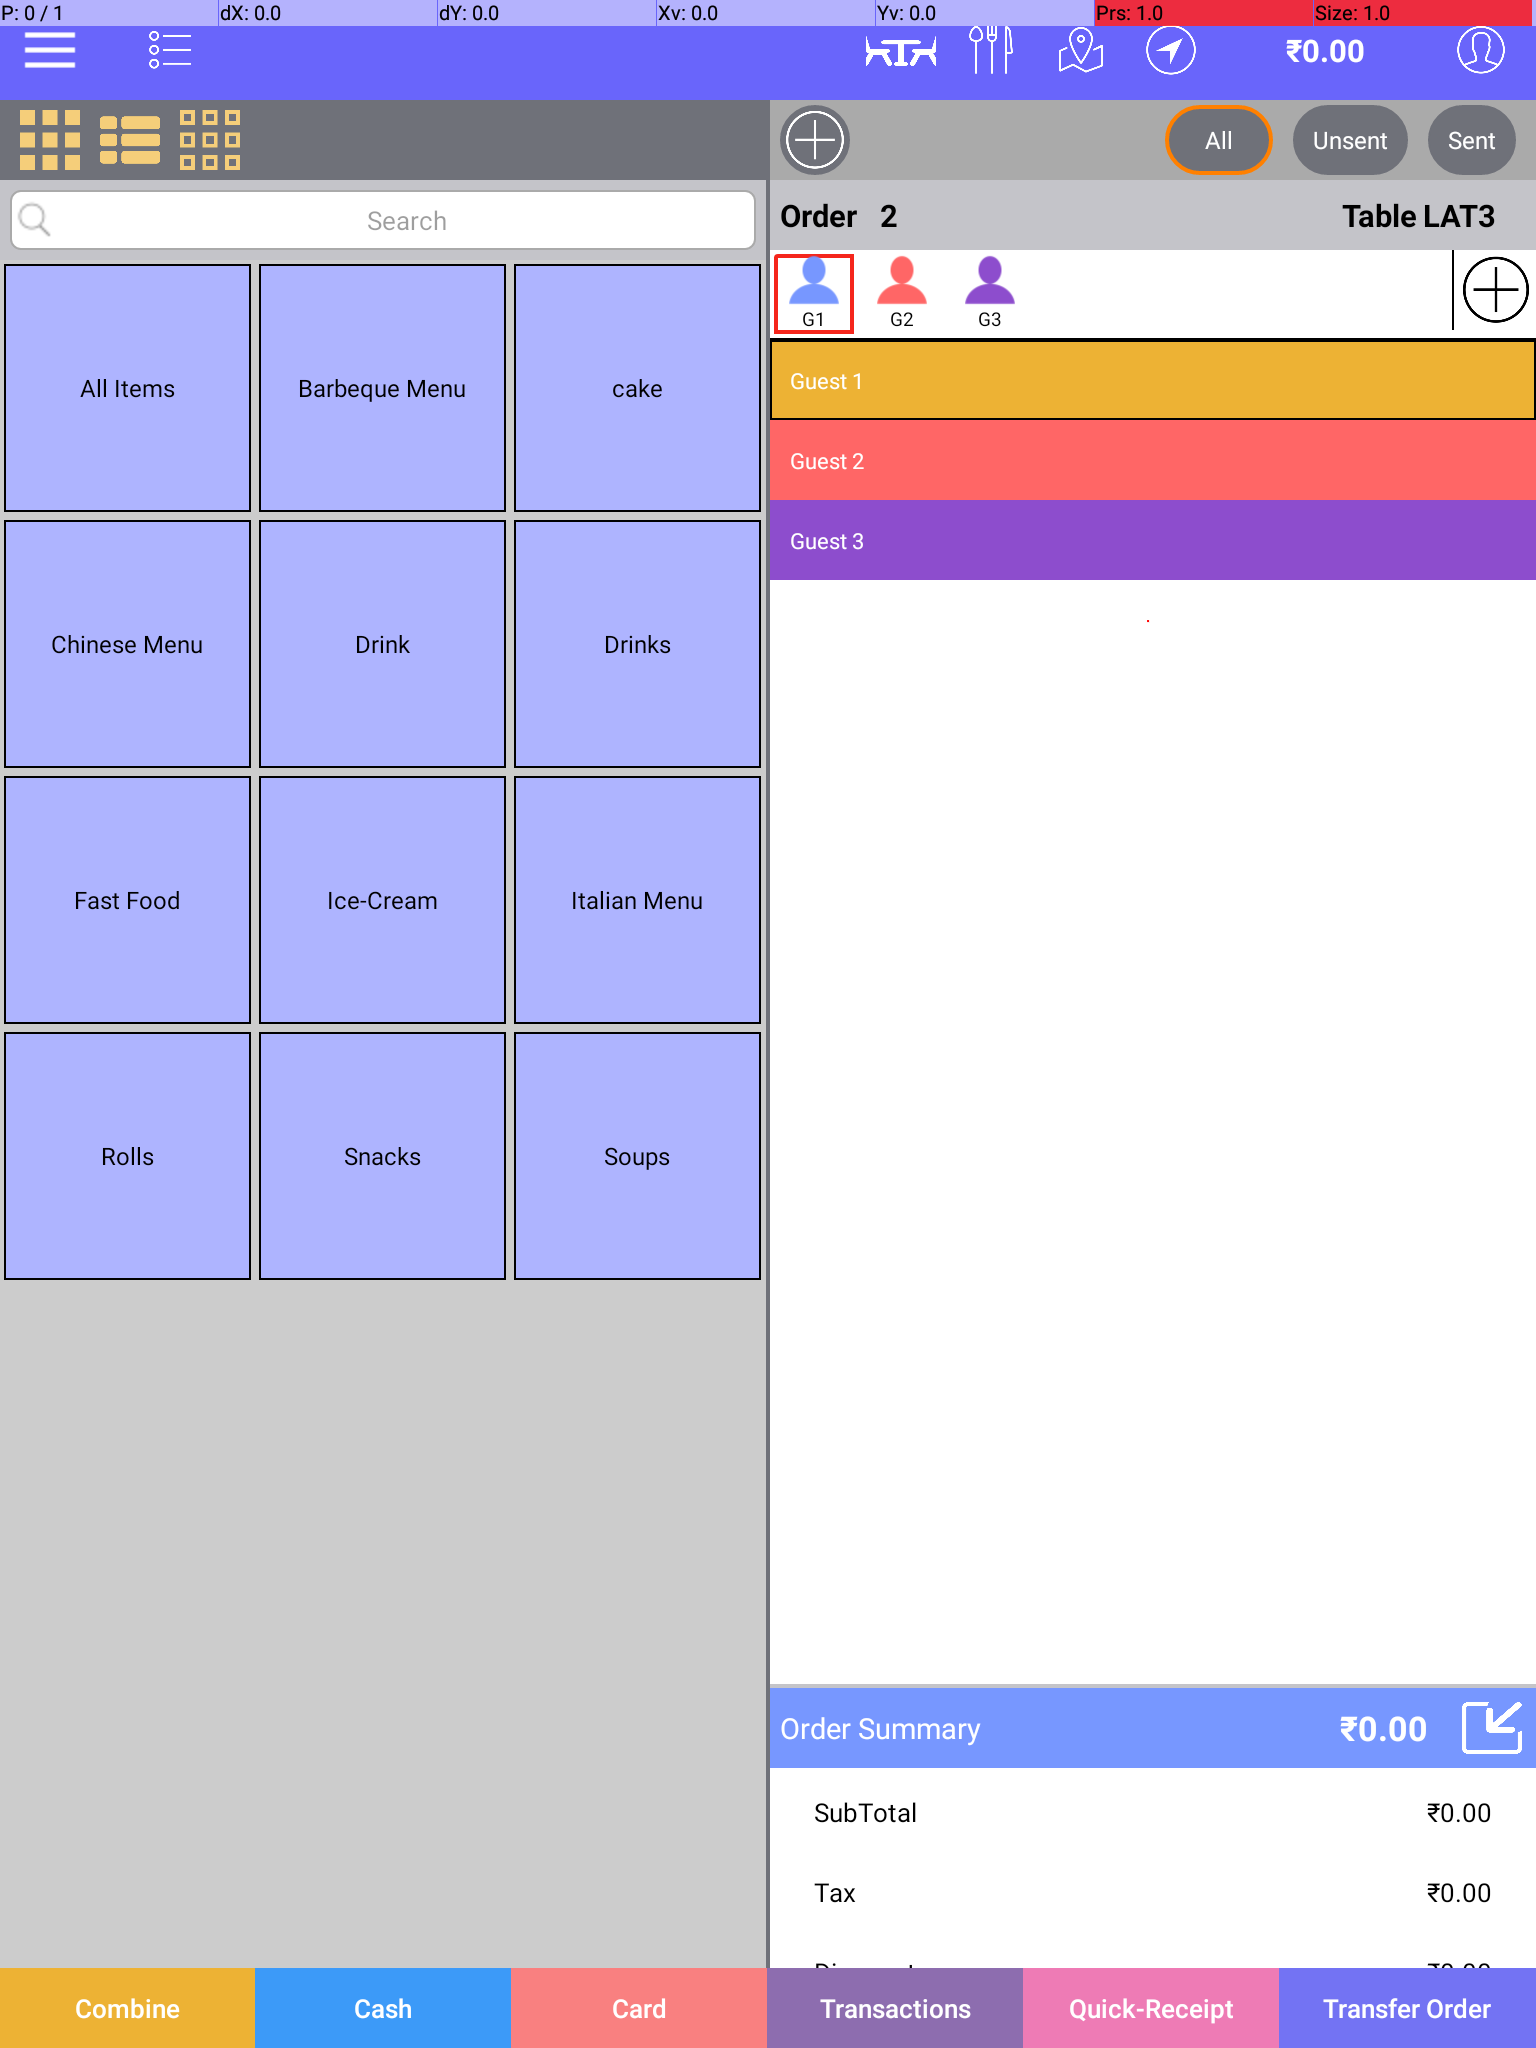 P: 0 / 1 dX: 0.0 dY: 0.0 Xv: 0.0 Yv: 0.0 Prs: 1.0 Size: 1.0
₹0.00
All Unsent Sent
Search
Order 2 Table LAT3
G1 G2 G3
Guest 1
Guest 2
Guest 3
All Items Barbeque Menu cake
Chinese Menu Drink Drinks
Fast Food Ice-Cream Italian Menu
Rolls Snacks Soups
Order Summary ₹0.00
SubTotal ₹0.00
Tax ₹0.00
Combine Cash Card Transactions Quick-Receipt Transfer Order